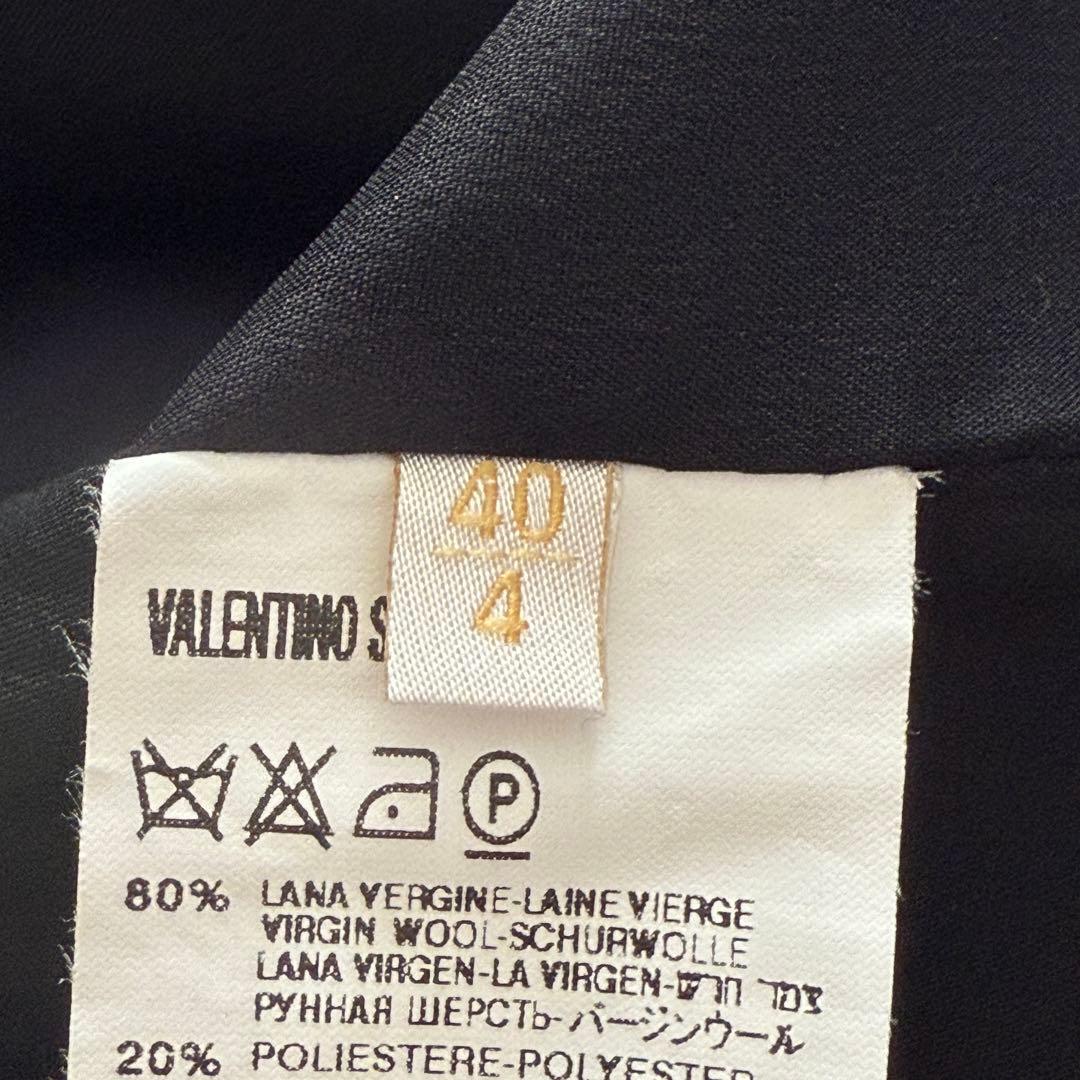 40
4
VALENTINO S
P
80% LANA VERGINE-LAINE VIERGE
VIRGIN WOOL-SCHURWOLLE
LANA VIRGEN-LA VIRGEN-צמר חדש
РУННАЯ ШЕРСТЬ-バージンウール
20% POLIESTERE-POLYESTER